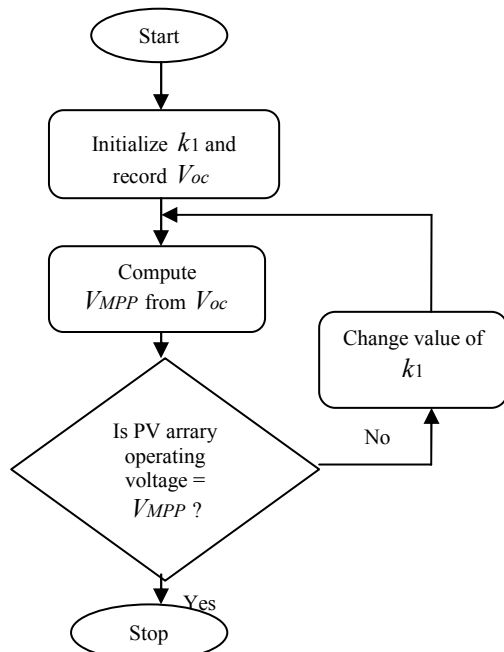 Start
Initialize k1 and
record Voc
Compute
VMPP from Voc
Change value of
k1
Is PV arrary
operating
voltage =
VMPP ?
No
Yes
Stop